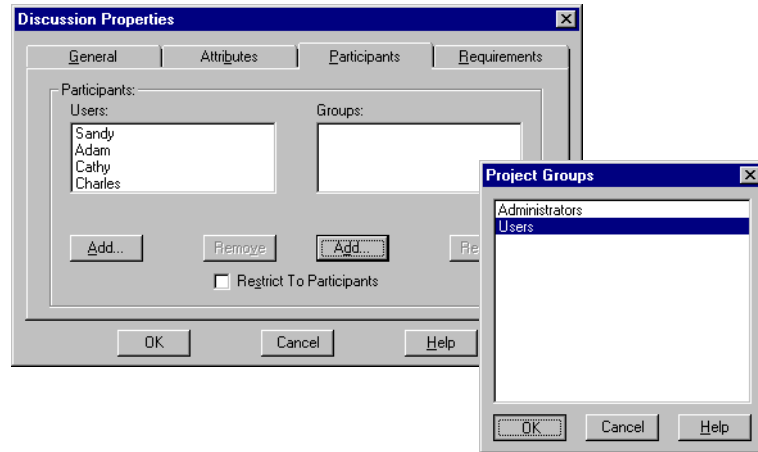 Discussion Properties
General Attributes Participants Requirements
Participants:
Users: Groups:
Sandy
Adam
Cathy
Charles
Add... Remove Add...
Restrict To Participants
OK Cancel Help
Project Groups
Administrators
Users
OK Cancel Help